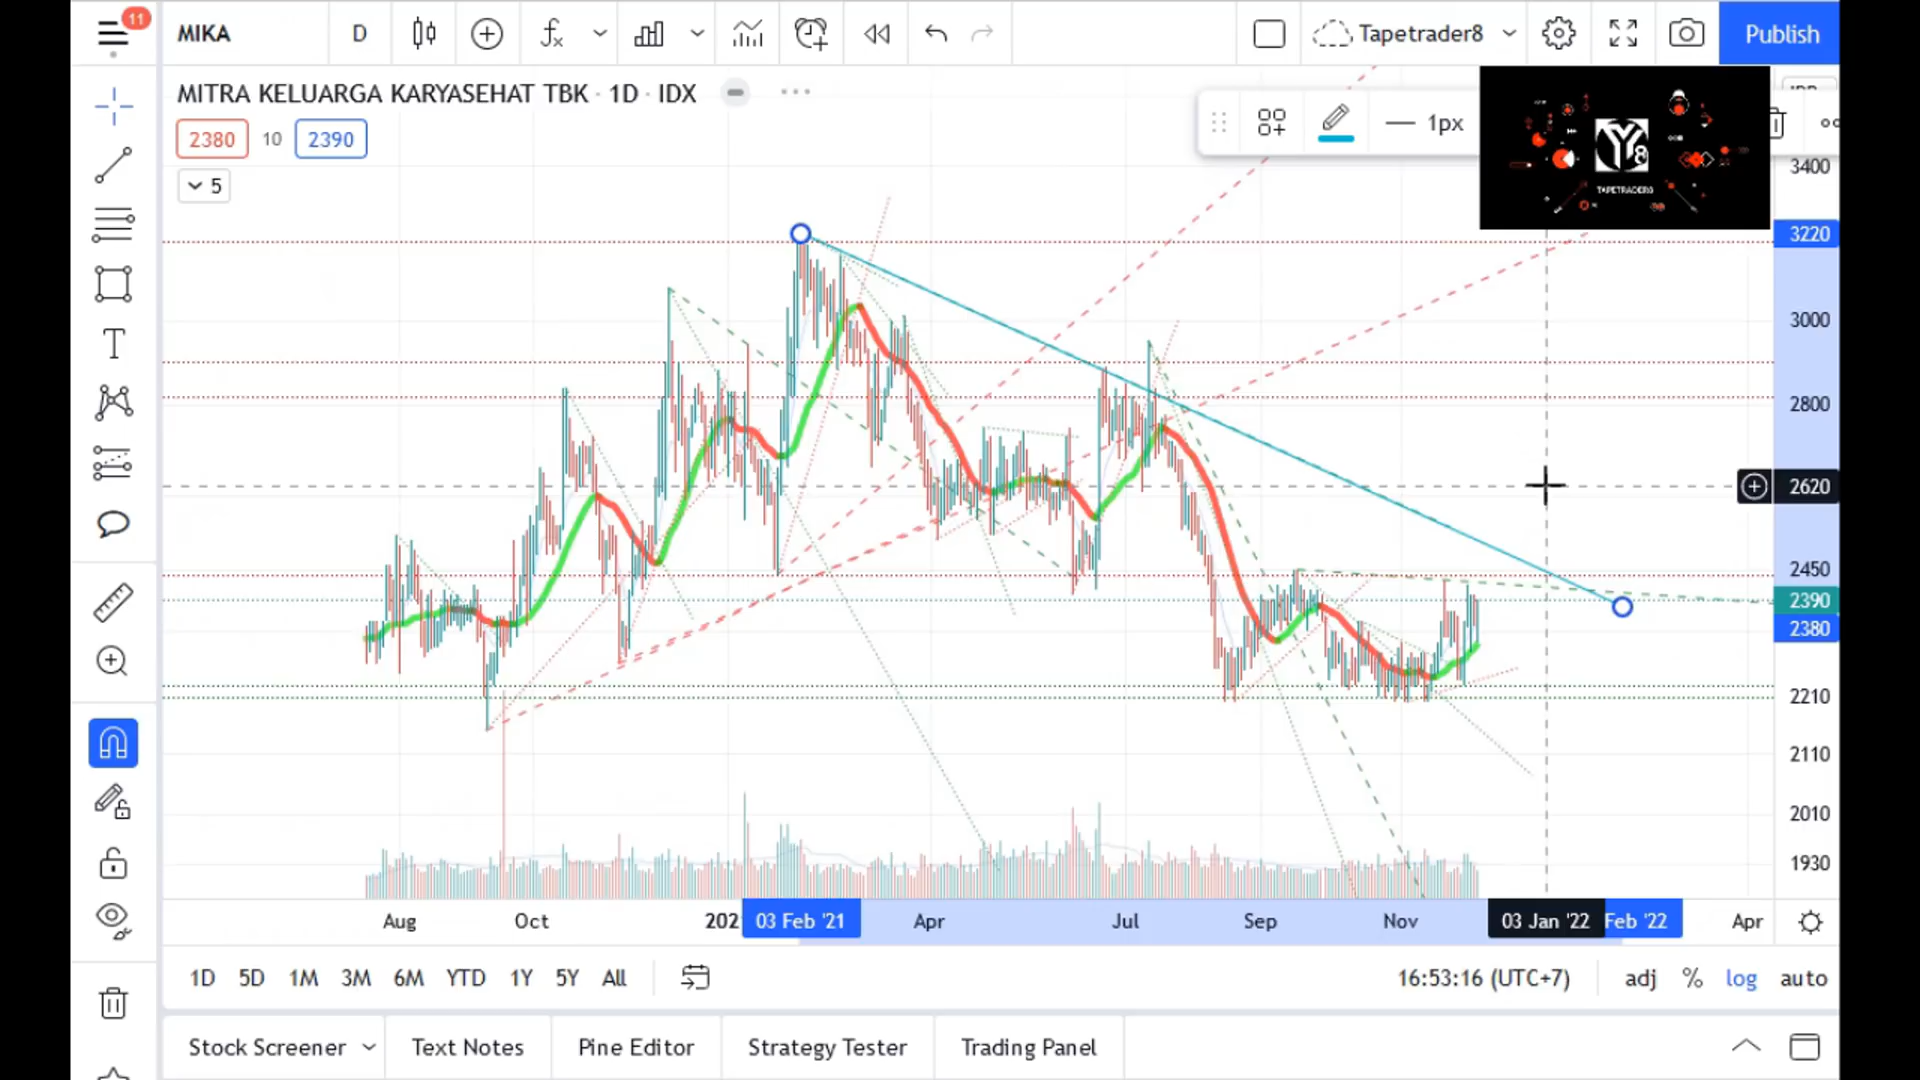 11
MIKA
D
Tapetrader8
Publish
MITRA KELUARGA KARYASEHAT TBK · 1D · IDX
2380
10
2390
5
1px
T
Y8
TAPETRADER8
3400
3220
3000
2800
2620
2450
2390
2380
2210
2110
2010
1930
Aug
Oct
202
03 Feb '21
Apr
Jul
Sep
Nov
03 Jan '22
Feb '22
Apr
1D
5D
1M
3M
6M
YTD
1Y
5Y
All
16:53:16 (UTC+7)
adj
%
log
auto
Stock Screener
Text Notes
Pine Editor
Strategy Tester
Trading Panel